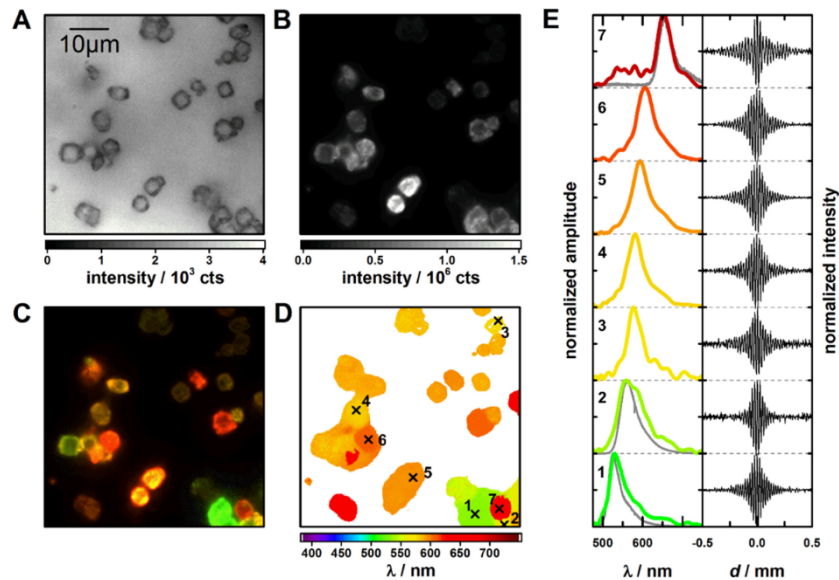 A
10μm
0 1 2 3 4
intensity / 10³ cts
B
0.0 0.5 1.0 1.5
intensity / 10⁶ cts
C
D
3
4
6
5
1
7
2
400 450 500 550 600 650 700
λ / nm
E
7
6
5
4
3
2
1
normalized amplitude
500 600
λ / nm
-0.5 0.0 0.5
d / mm
normalized intensity